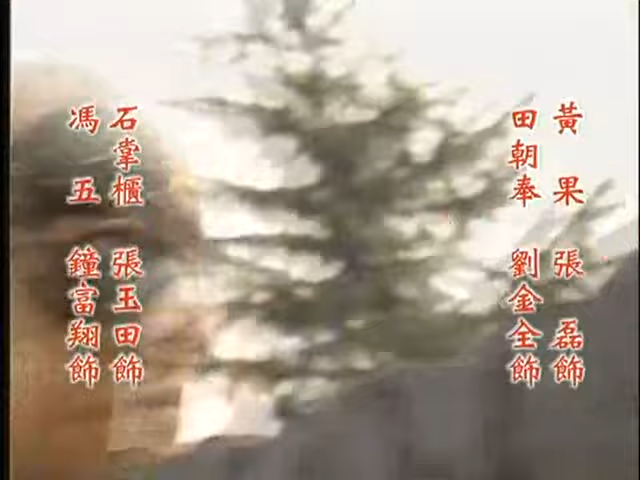 黃果 張磊飾
田朝奉 劉金全飾
石掌櫃 張玉田飾
馮五 鐘富翔飾